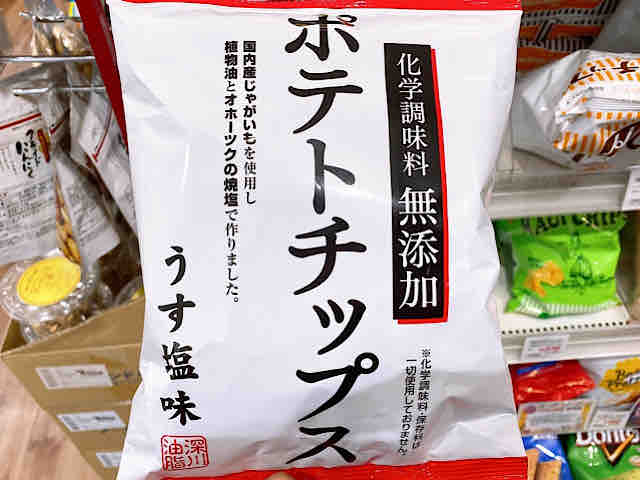 化学調味料 無添加
ポテトチップス
国内産じゃがいもを使用し
植物油とオホーツクの焼塩で作りました。
うす塩味
※化学調味料・保存料は
一切使用しておりません。
深川
油脂